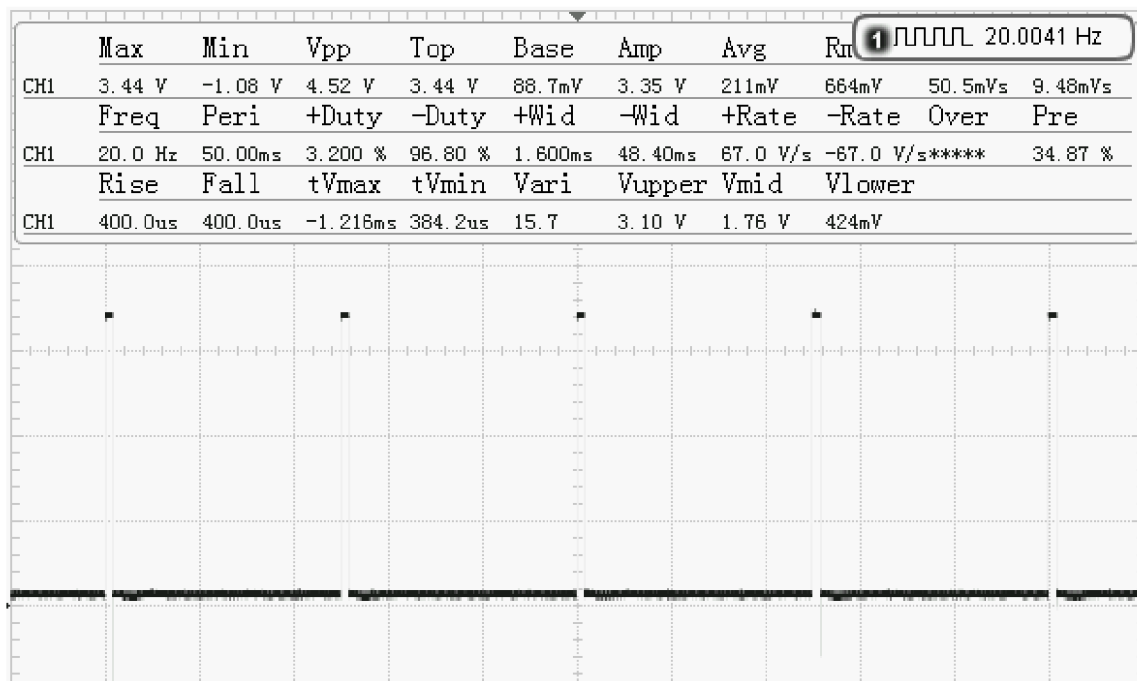 Max Min Vpp Top Base Amp Avg 1 20.0041 Hz
CH1 3.44 V -1.08 V 4.52 V 3.44 V 88.7mV 3.35 V 211mV 664mV 50.5mVs 9.48mVs
Freq Peri +Duty -Duty +Wid -Wid +Rate -Rate Over Pre
CH1 20.0 Hz 50.00ms 3.200 % 96.80 % 1.600ms 48.40ms 67.0 V/s -67.0 V/s***** 34.87 %
Rise Fall tVmax tVmin Vari Vupper Vmid Vlower
CH1 400.0us 400.0us -1.216ms 384.2us 15.7 3.10 V 1.76 V 424mV